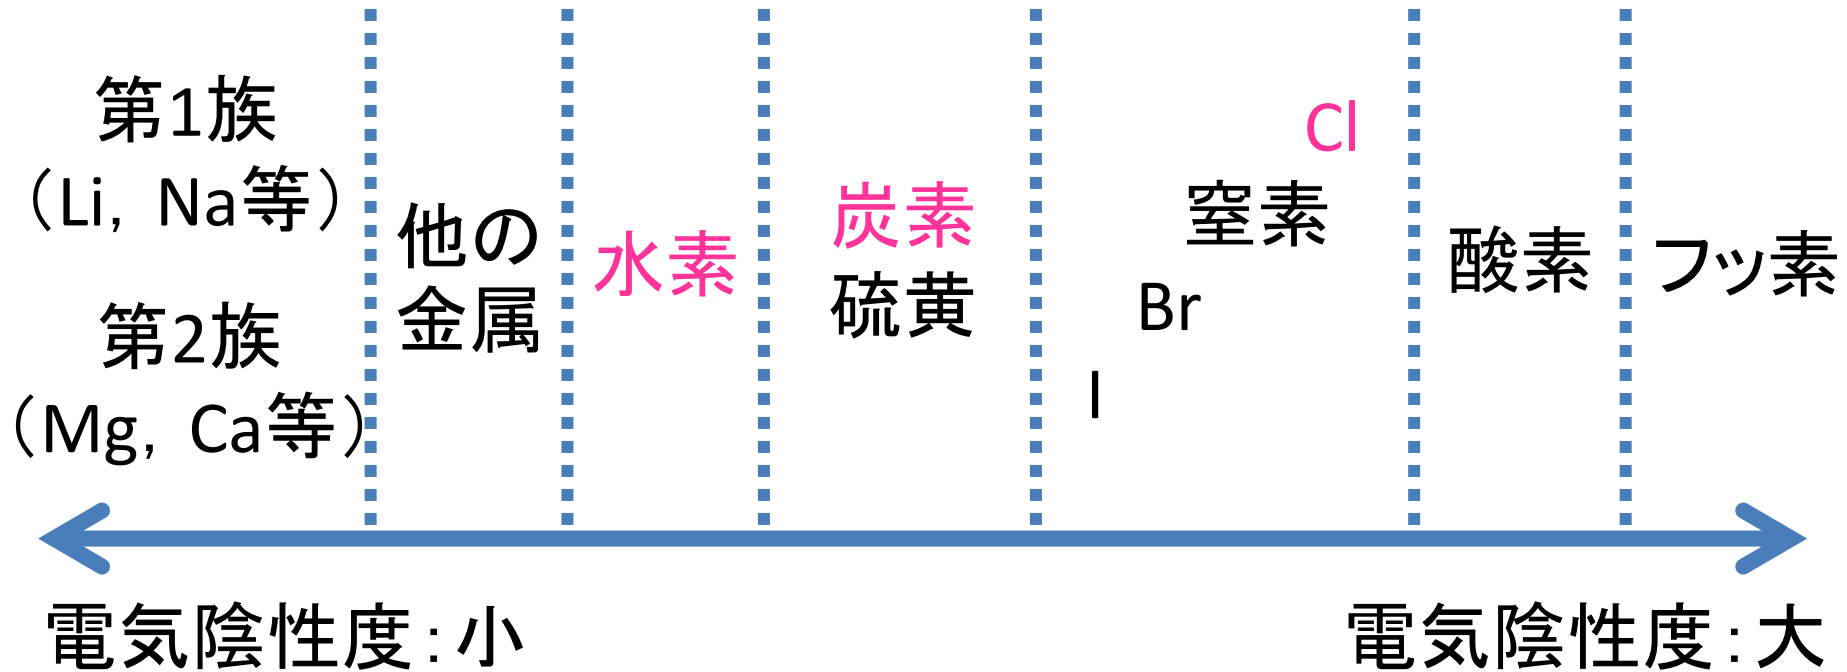 第1族
（Li, Na等）
第2族
（Mg, Ca等）
他の
金属
水素
炭素
硫黄
Cl
窒素
Br
I
酸素
フッ素
電気陰性度：小
電気陰性度：大